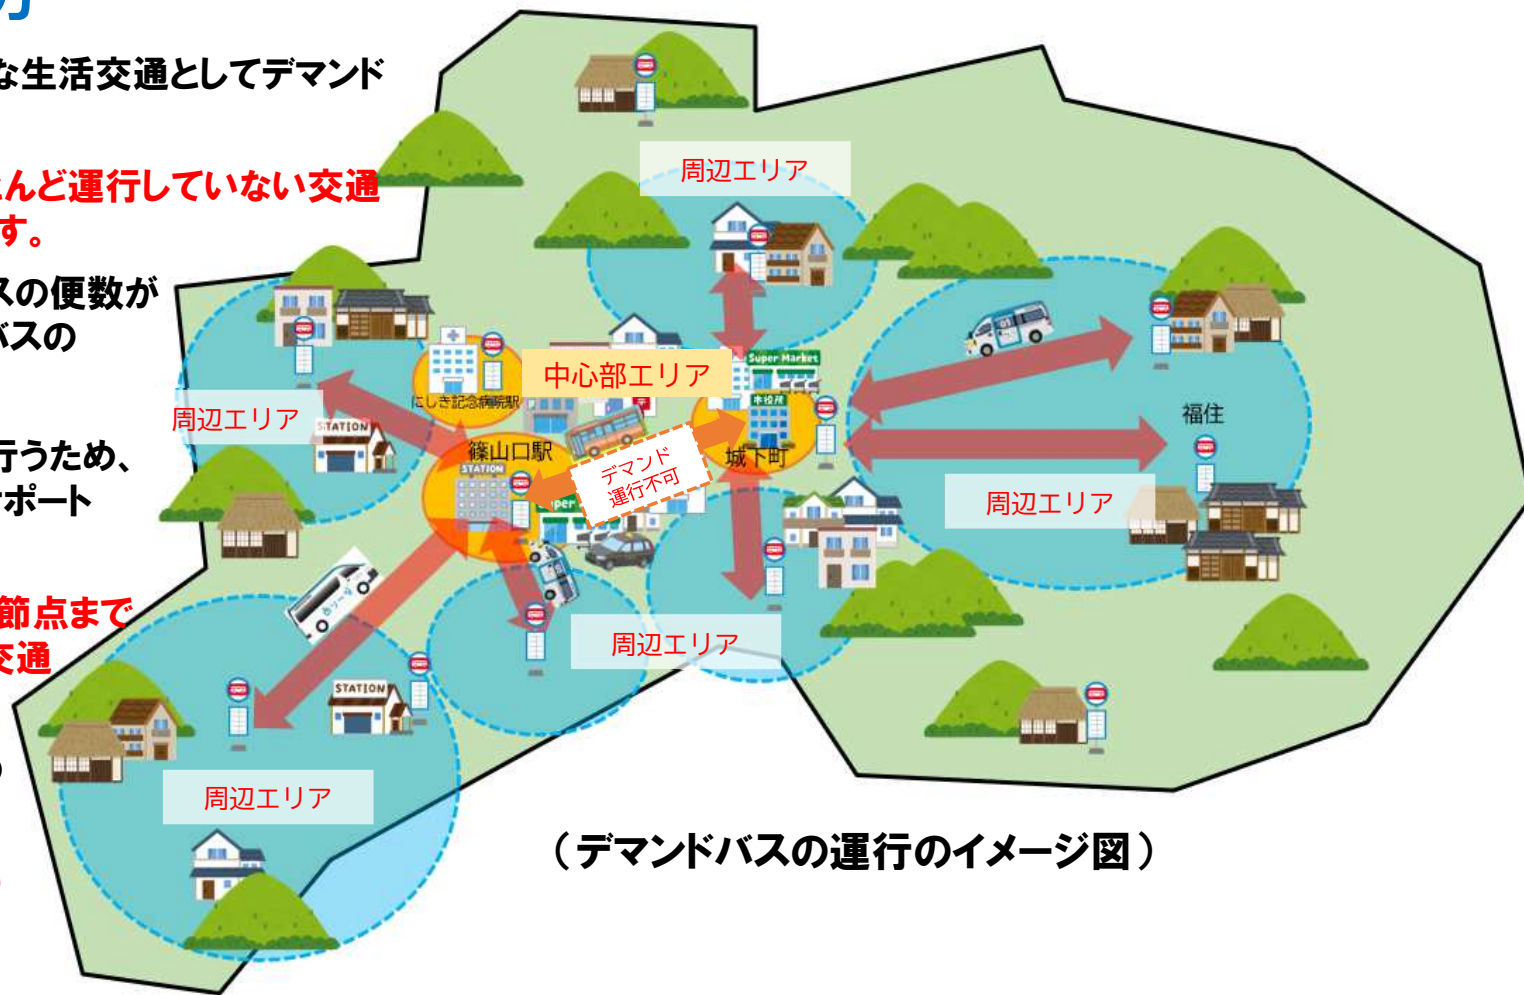 な生活交通としてデマンド
とんど運行していない交通
す。
スの便数が
バスの
行うため、
サポート
節点まで
交通
周辺エリア
Super Market
中心部エリア
市役所
にしき記念病院駅
周辺エリア
STATION
篠山口駅
STATION
デマンド
運行不可
城下町
福住
周辺エリア
周辺エリア
STATION
周辺エリア
（デマンドバスの運行のイメージ図）